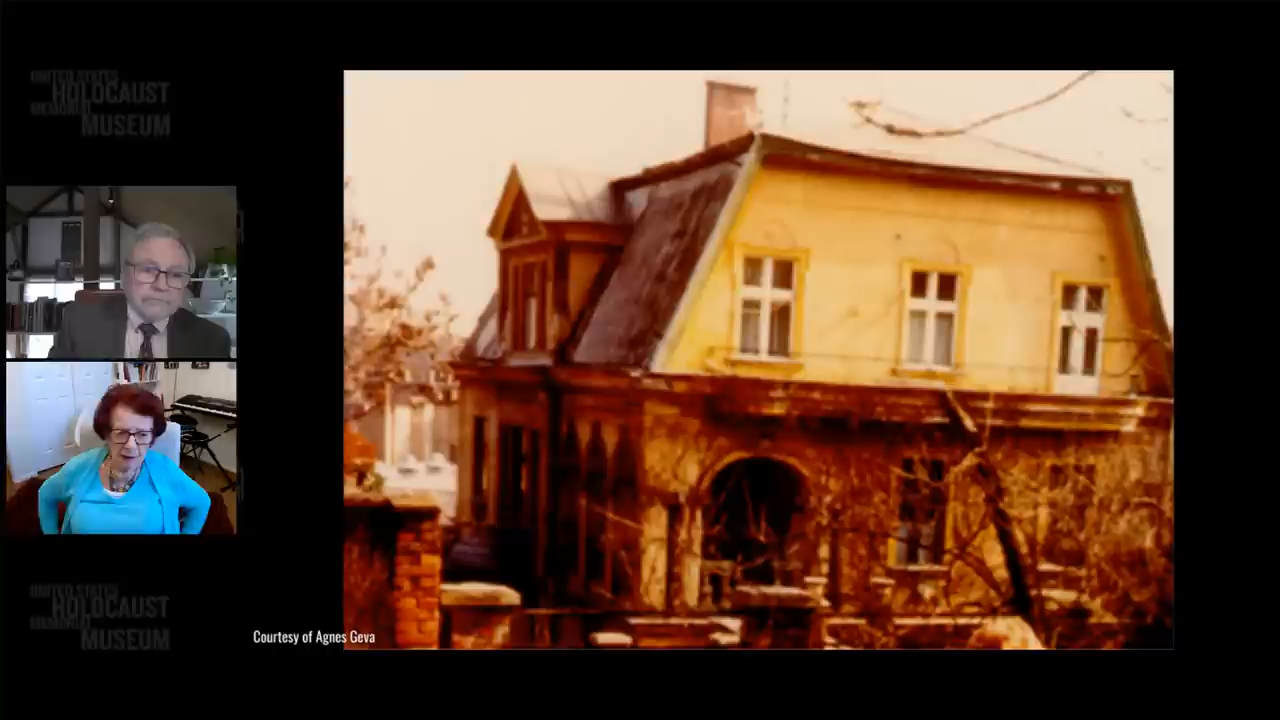 UNITED STATES
HOLOCAUST
MEMORIAL
MUSEUM
Courtesy of Agnes Geva
UNITED STATES
HOLOCAUST
MEMORIAL
MUSEUM